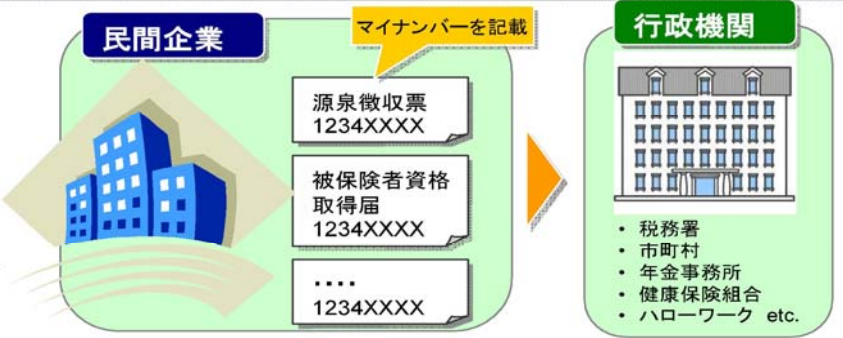 民間企業
マイナンバーを記載
源泉徴収票
1234XXXX
被保険者資格
取得届
1234XXXX
‥‥
1234XXXX
行政機関
・ 税務署
・ 市町村
・ 年金事務所
・ 健康保険組合
・ ハローワーク etc.